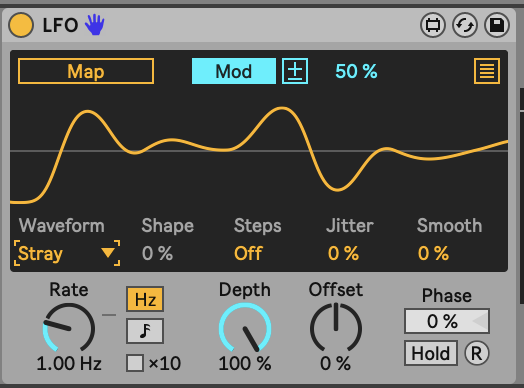 LFO
Map Mod ± 50 %
Waveform Shape Steps Jitter Smooth
Stray 0 % Off 0 % 0 %
Rate Hz Depth Offset Phase
0 %
1.00 Hz ×10 100 % 0 % Hold R